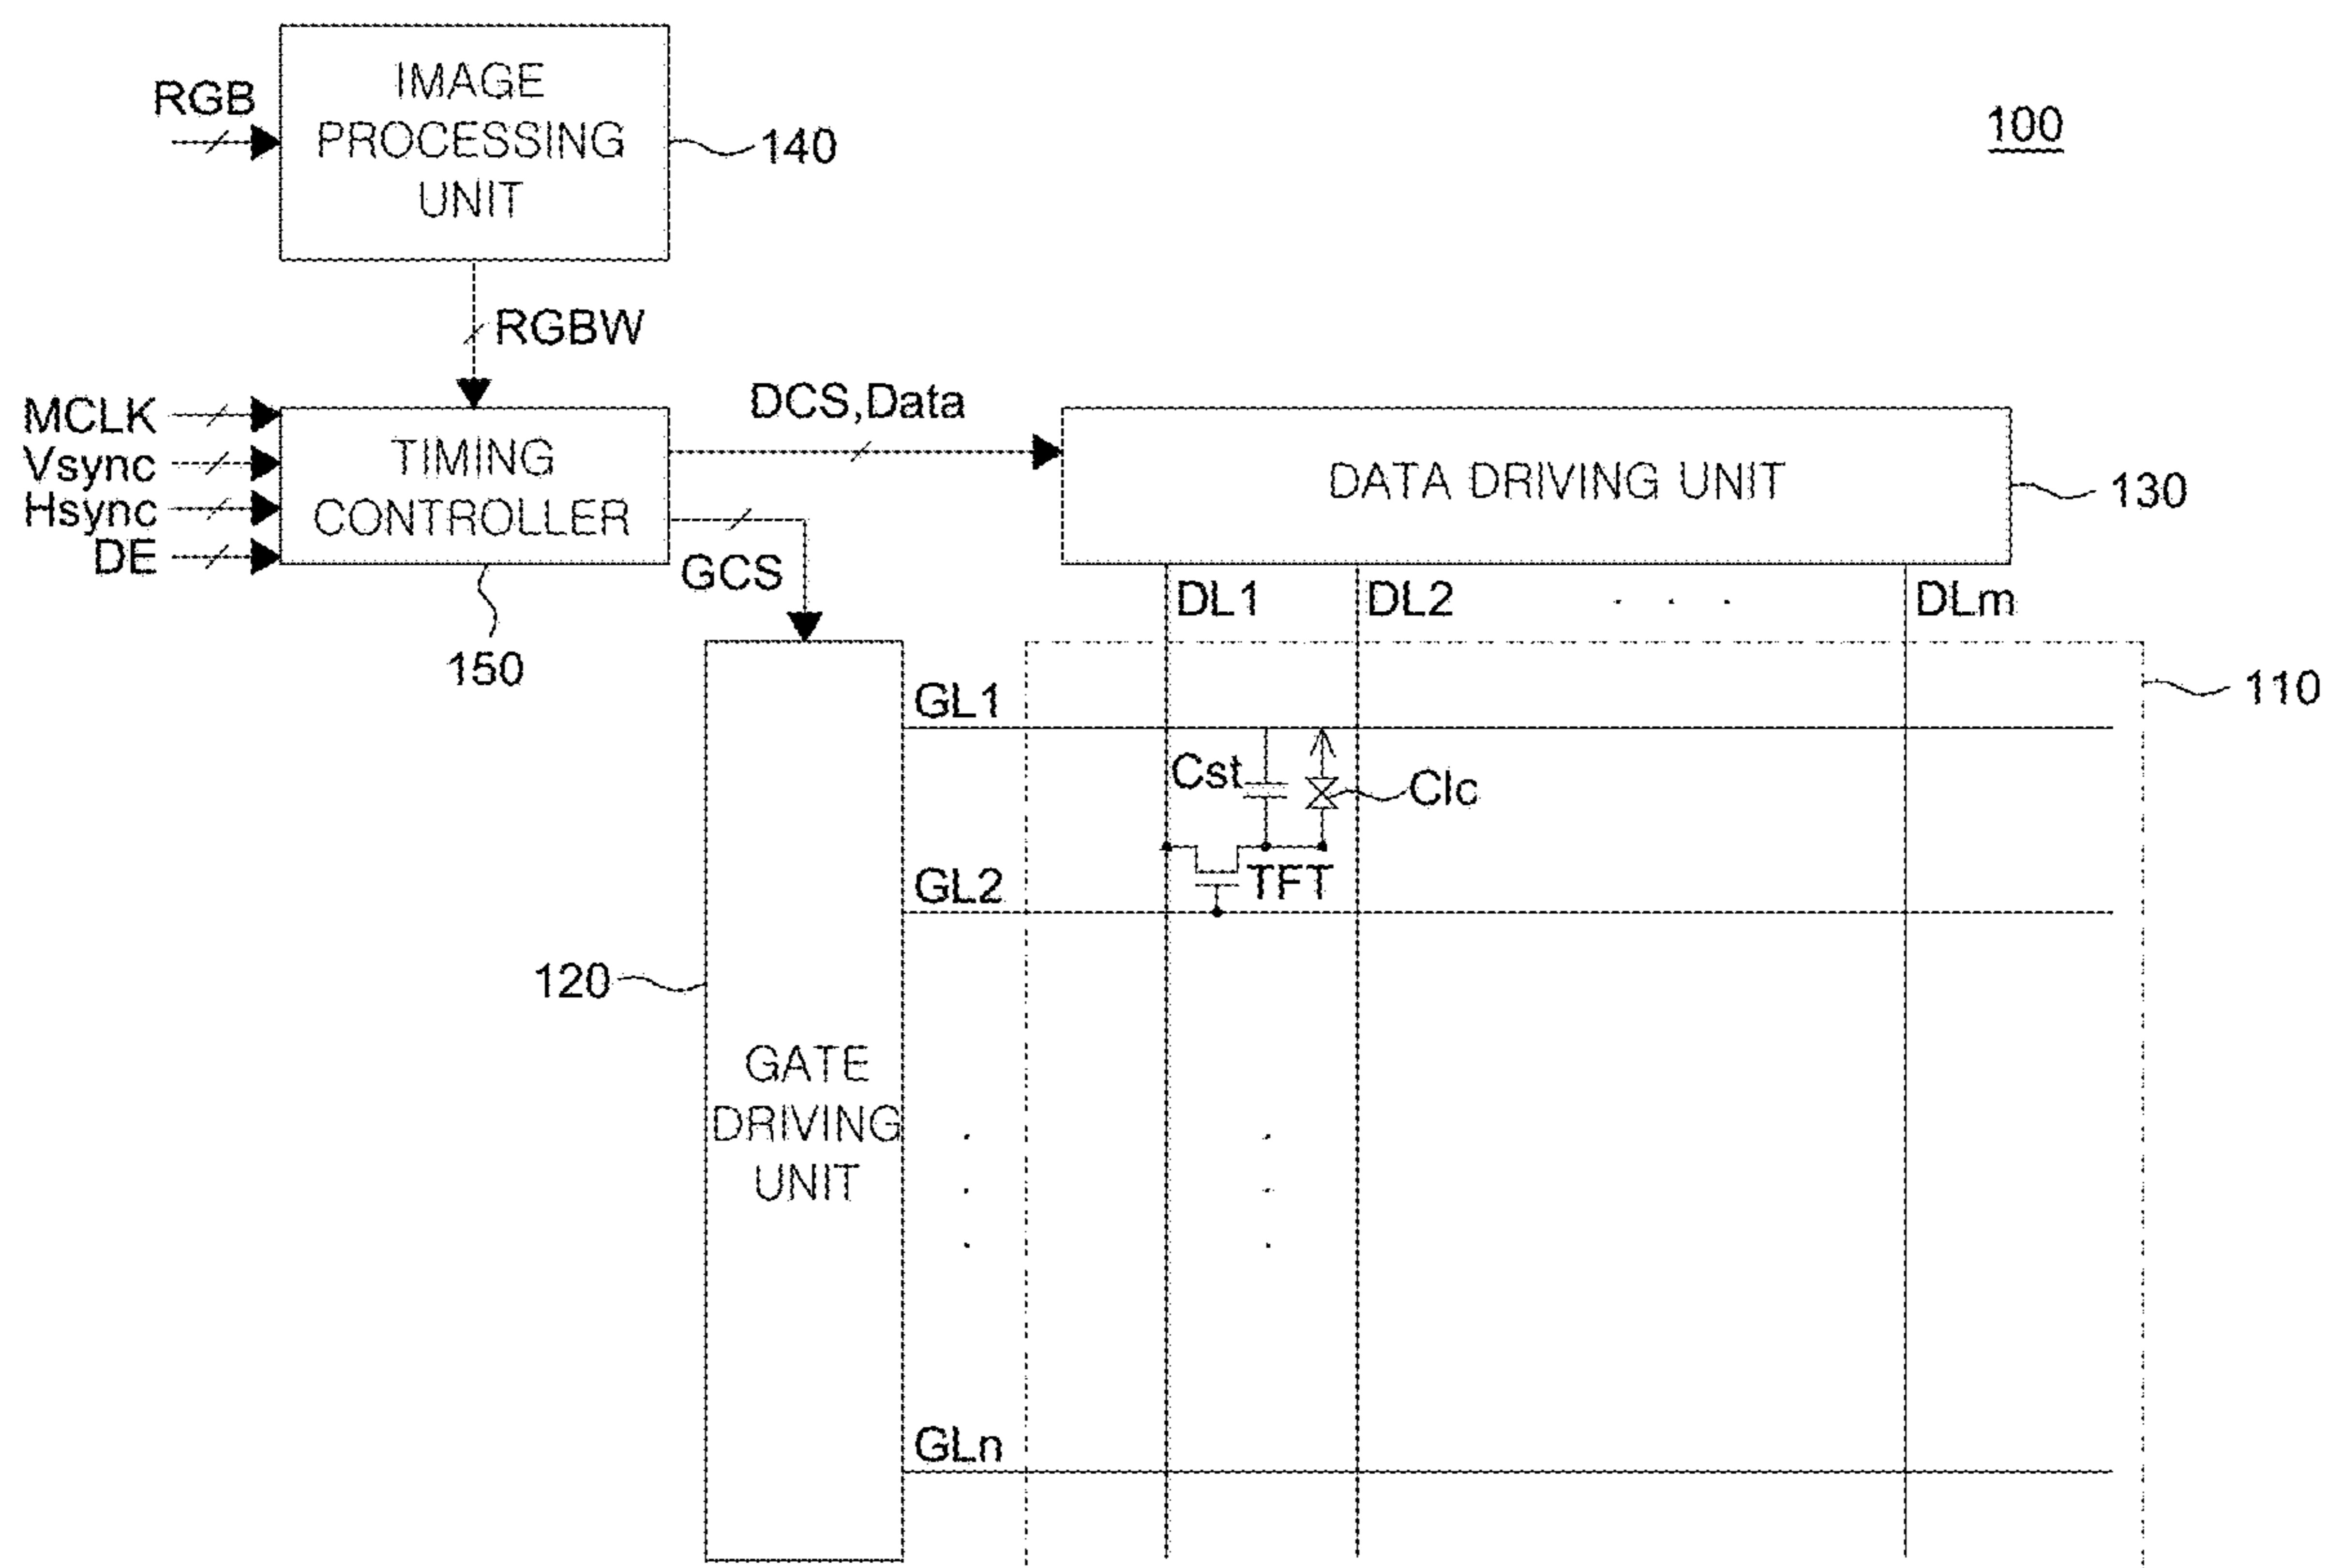 IMAGE
PROCESSING
UNIT
RGB
140
100
RGBW
MCLK
Vsync
Hsync
DE
TIMING
CONTROLLER
150
DCS,Data
GCS
DATA DRIVING UNIT
130
DL1
DL2
. . .
DLm
110
GL1
Cst
Clc
TFT
GL2
120
GATE
DRIVING
UNIT
GLn